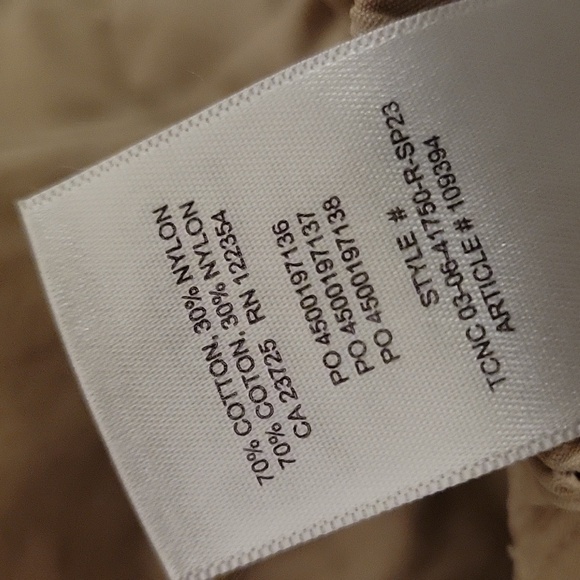 70% COTTON, 30% NYLON
70% COTON, 30% NYLON
CA 23725 RN 122354
PO 4500197136
PO 4500197137
PO 4500197138
STYLE #
TCNC 03-06-41750-R-SP23
ARTICLE # 109394